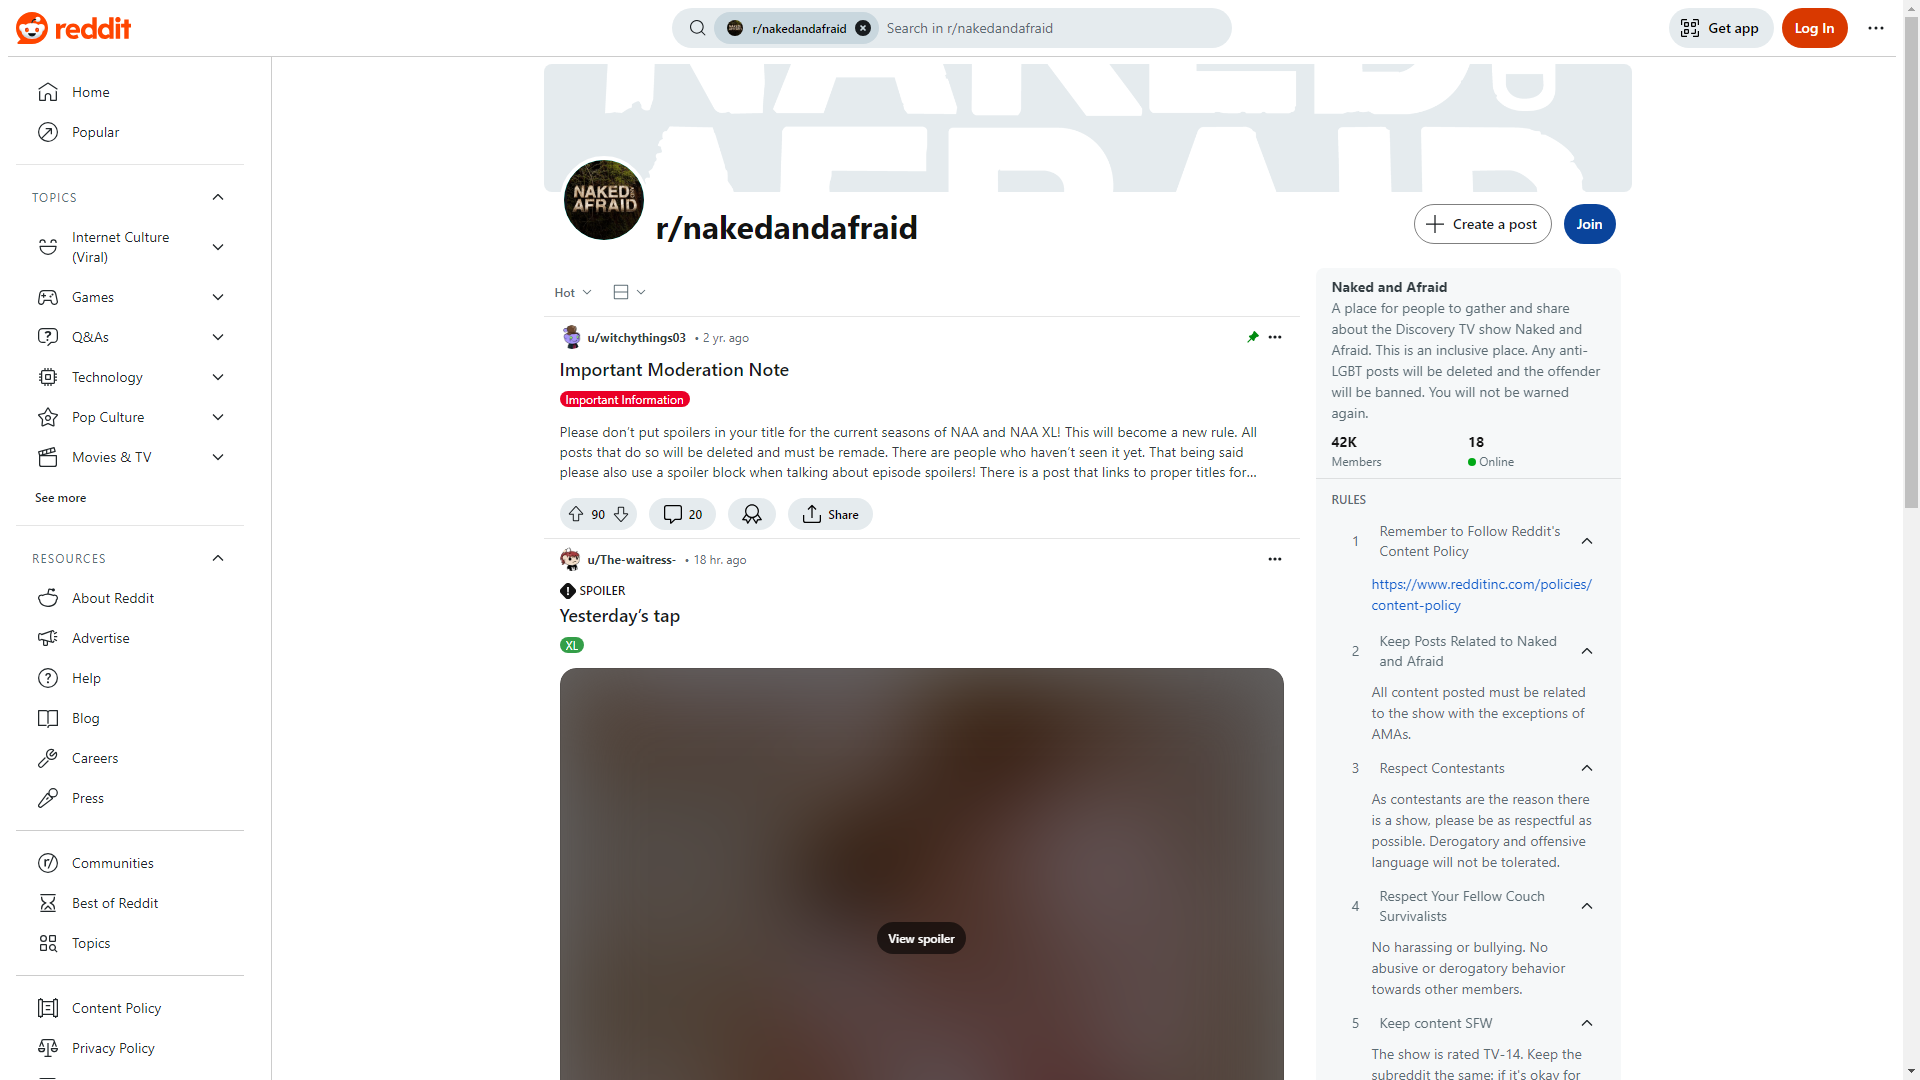 reddit
r/nakedandafraid
Search in r/nakedandafraid
Get app
Log In
Home
Popular
TOPICS
Internet Culture
(Viral)
Games
Q&As
Technology
Pop Culture
Movies & TV
See more
RESOURCES
About Reddit
Advertise
Help
Blog
Careers
Press
Communities
Best of Reddit
Topics
Content Policy
Privacy Policy
NAKED
AFRAID
NAKED AND
AFRAID
r/nakedandafraid
Create a post
Join
Hot
u/witchythings03 • 2 yr. ago
Important Moderation Note
Important Information
Please don’t put spoilers in your title for the current seasons of NAA and NAA XL! This will become a new rule. All
posts that do so will be deleted and must be remade. There are people who haven’t seen it yet. That being said
please also use a spoiler block when talking about episode spoilers! There is a post that links to proper titles for...
90
20
Share
u/The-waitress- • 18 hr. ago
SPOILER
Yesterday’s tap
XL
View spoiler
Naked and Afraid
A place for people to gather and share
about the Discovery TV show Naked and
Afraid. This is an inclusive place. Any anti-
LGBT posts will be deleted and the offender
will be banned. You will not be warned
again.
42K
Members
18
Online
RULES
1 Remember to Follow Reddit's
Content Policy
https://www.redditinc.com/policies/
content-policy
2 Keep Posts Related to Naked
and Afraid
All content posted must be related
to the show with the exceptions of
AMAs.
3 Respect Contestants
As contestants are the reason there
is a show, please be as respectful as
possible. Derogatory and offensive
language will not be tolerated.
4 Respect Your Fellow Couch
Survivalists
No harassing or bullying. No
abusive or derogatory behavior
towards other members.
5 Keep content SFW
The show is rated TV-14. Keep the
subreddit the same: if it's okay for